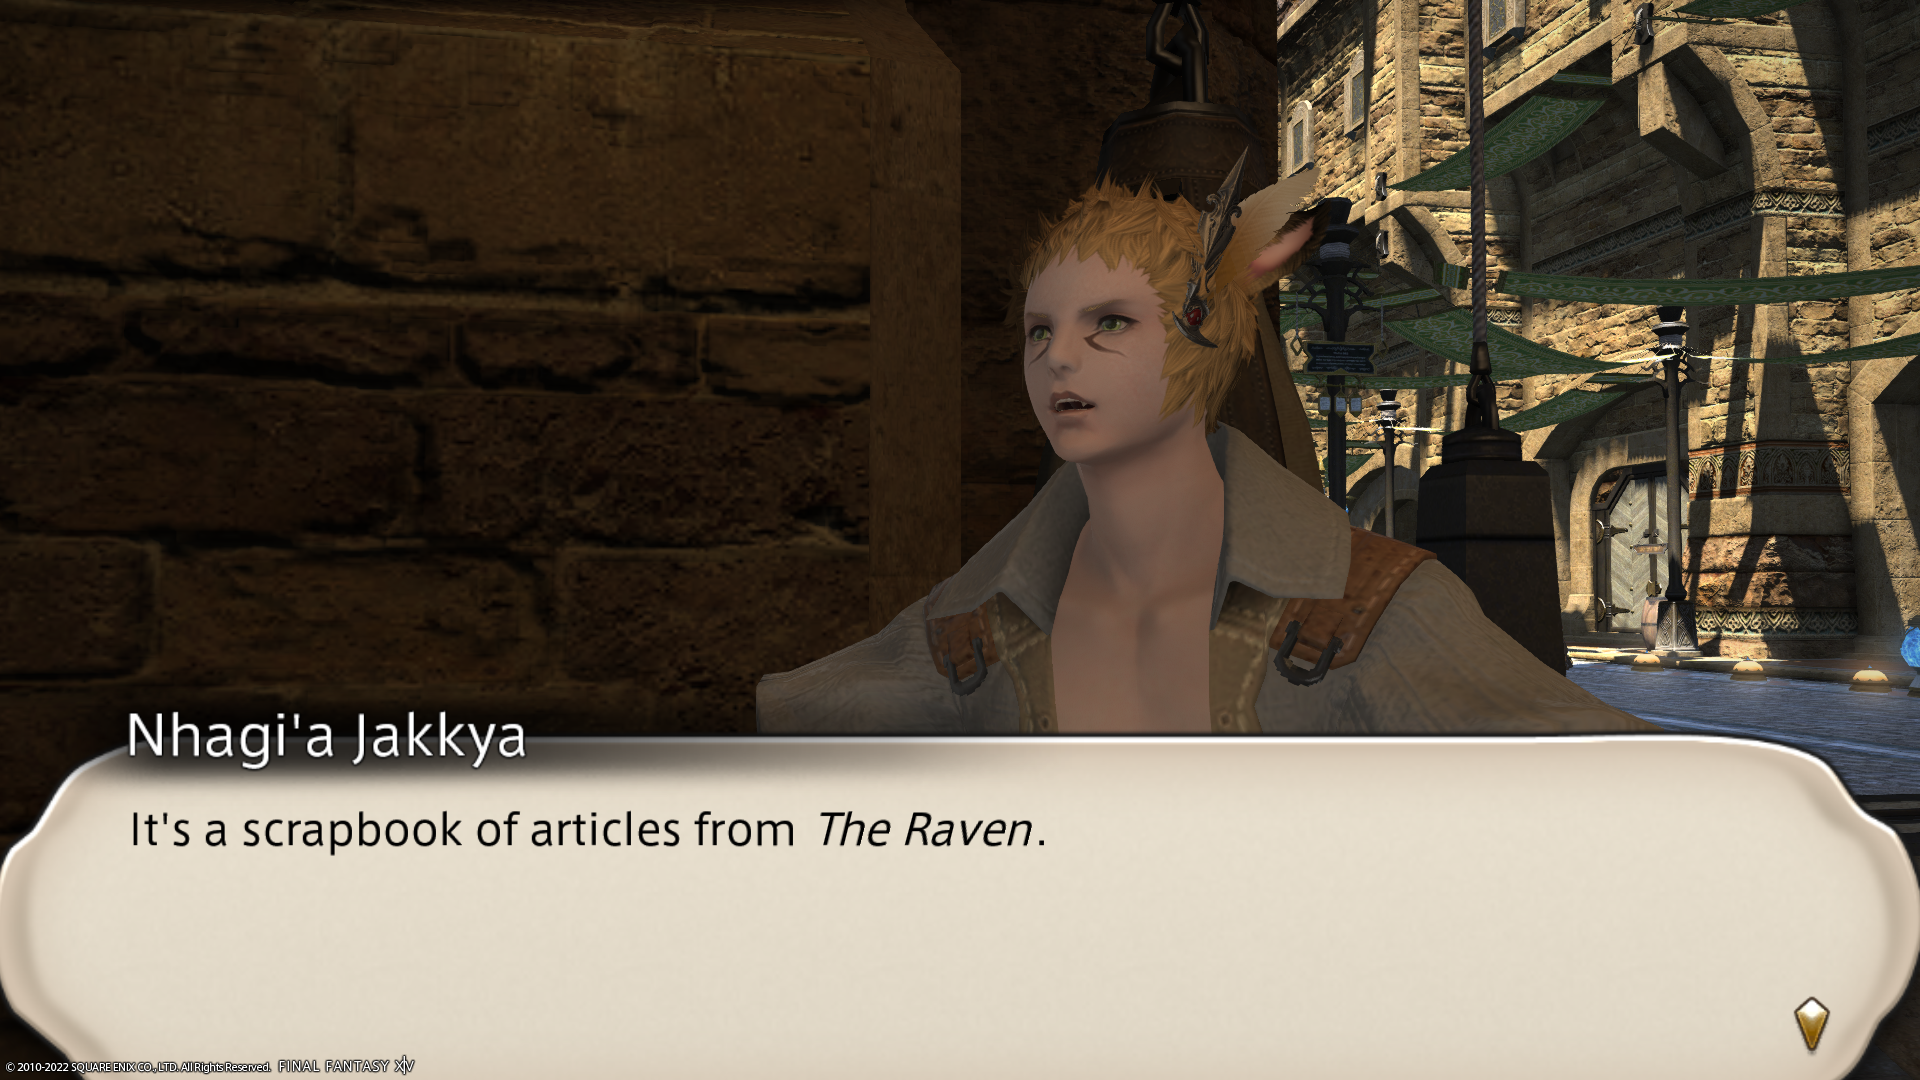 Nhagi'a Jakkya
It's a scrapbook of articles from The Raven.
© 2010-2022 SQUARE ENIX CO., LTD. All Rights Reserved. FINAL FANTASY XIV